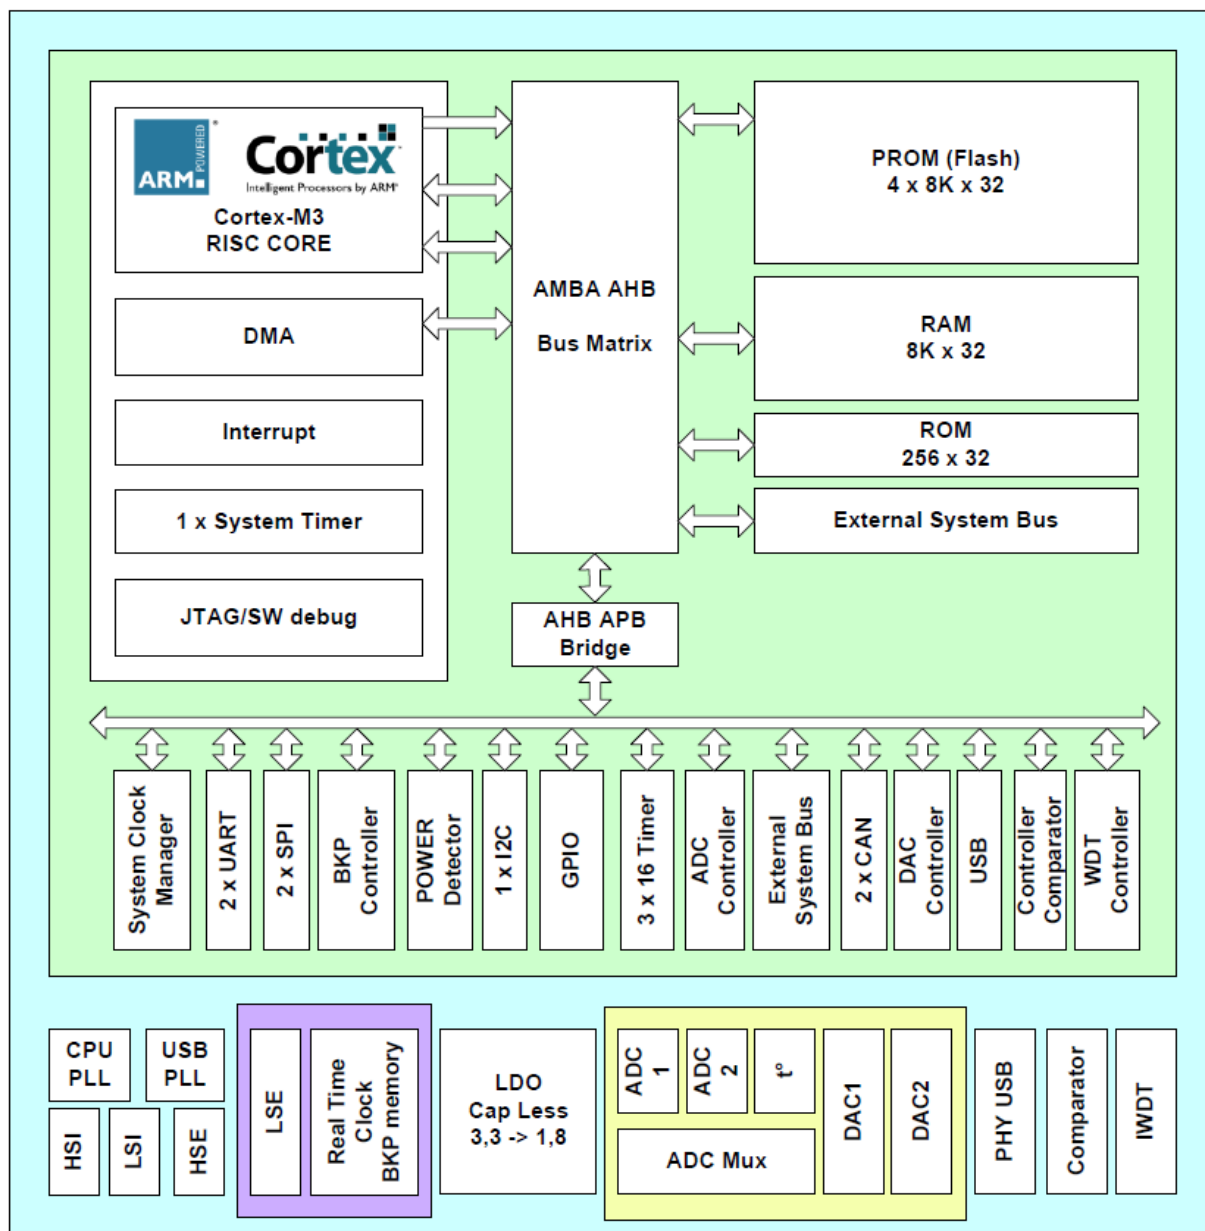 ARM
POWERED
®
Cortex
Intelligent Processors by ARM®
Cortex-M3
RISC CORE
DMA
Interrupt
1 x System Timer
JTAG/SW debug
AMBA AHB
Bus Matrix
PROM (Flash)
4 x 8K x 32
RAM
8K x 32
ROM
256 x 32
External System Bus
AHB APB
Bridge
System Clock
Manager
2 x UART
2 x SPI
BKP
Controller
POWER
Detector
1 x I2C
GPIO
3 x 16 Timer
ADC
Controller
External
System Bus
2 x CAN
DAC
Controller
USB
Controller
Comparator
WDT
Controller
CPU
PLL
USB
PLL
HSI
LSI
HSE
LSE
Real Time
Clock
BKP memory
LDO
Cap Less
3,3 -> 1,8
ADC
1
ADC
2
t°
ADC Mux
DAC1
DAC2
PHY USB
Comparator
IWDT